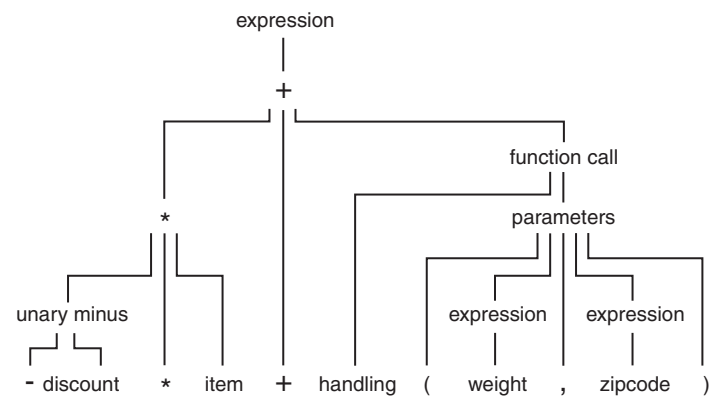 expression
+
function call
* parameters
unary minus expression expression
- discount * item + handling ( weight , zipcode )